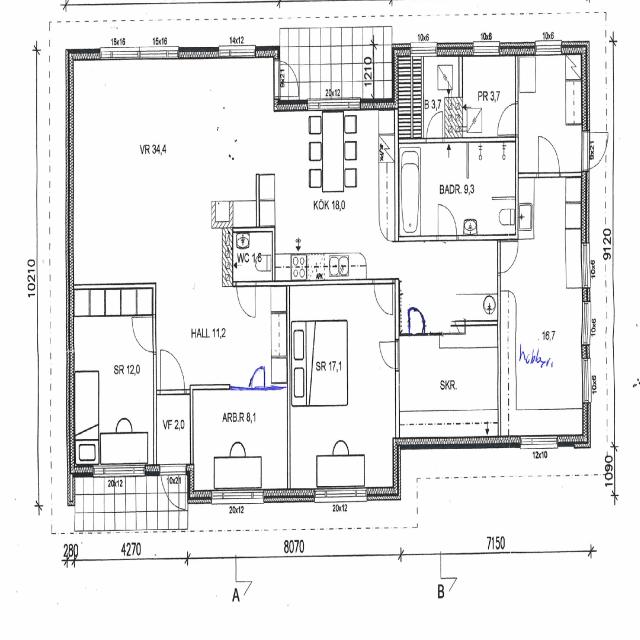 15x16 15x16 14x12 10x6 10x6 10x6
9x21
1210
20x12
B 3,7
PR 3,7
VR 34,4
KÖK 18,0
BADR. 9,3
9x21
10210
9120
WC 1,6
10x6
HALL 11,2
SR 12,0
SR 17,1
SKR.
16,7
hobbyr.
10x6
10x6
VF 2,0
ARB.R 8,1
20x12
10x21
20x12
20x12
12x10
1090
280 4270 8070 7150
A B